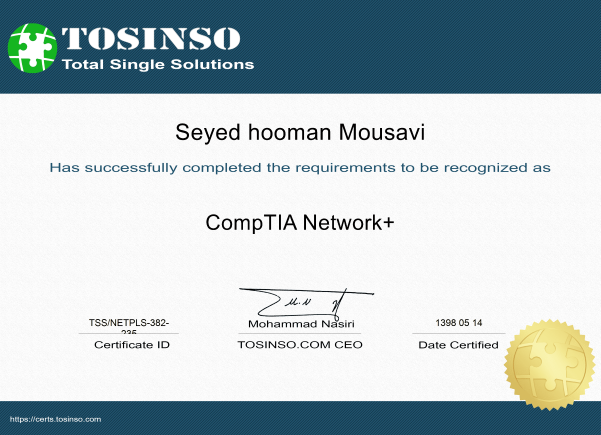 TOSINSO
Total Single Solutions
Seyed hooman Mousavi
Has successfully completed the requirements to be recognized as
CompTIA Network+
TSS/NETPLS-382-
235
Mohammad Nasiri
1398 05 14
Certificate ID
TOSINSO.COM CEO
Date Certified
https://certs.tosinso.com